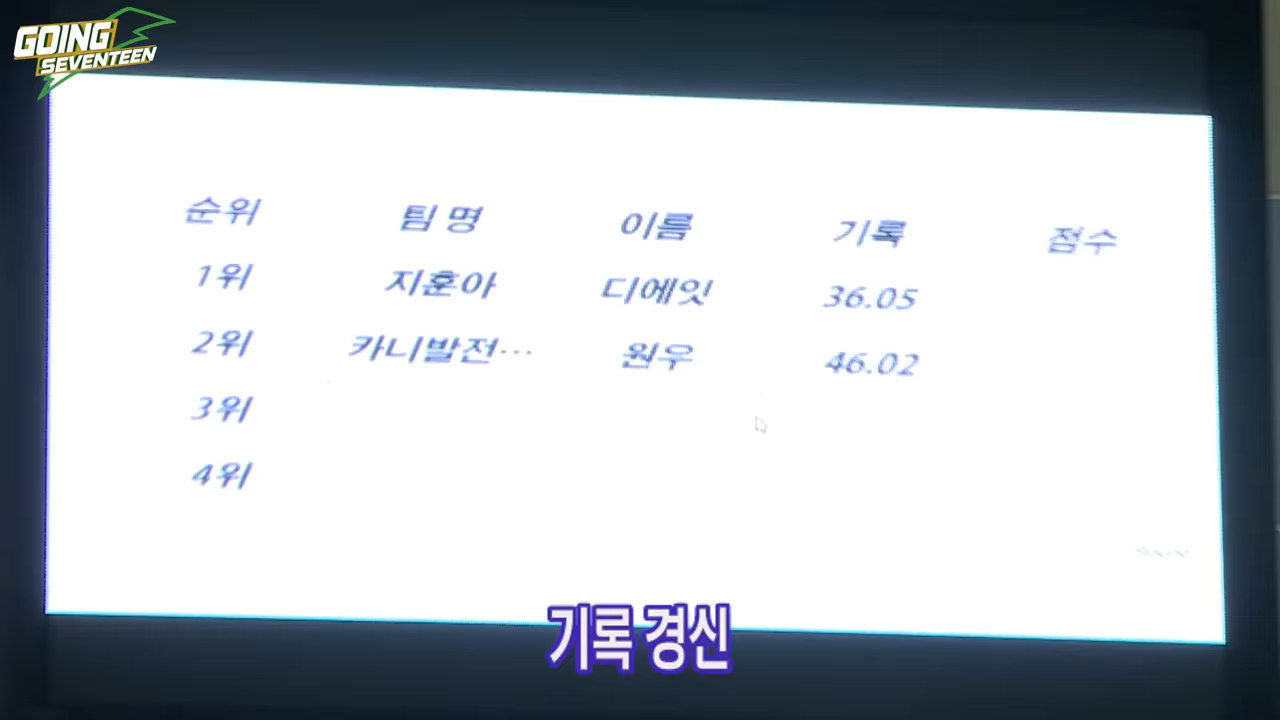 GOING
SEVENTEEN
순위 팀 명 이름 기록 점수
1위 지훈아 디에잇 36.05
2위 카니발전… 원우 46.02
3위
4위
기록 경신